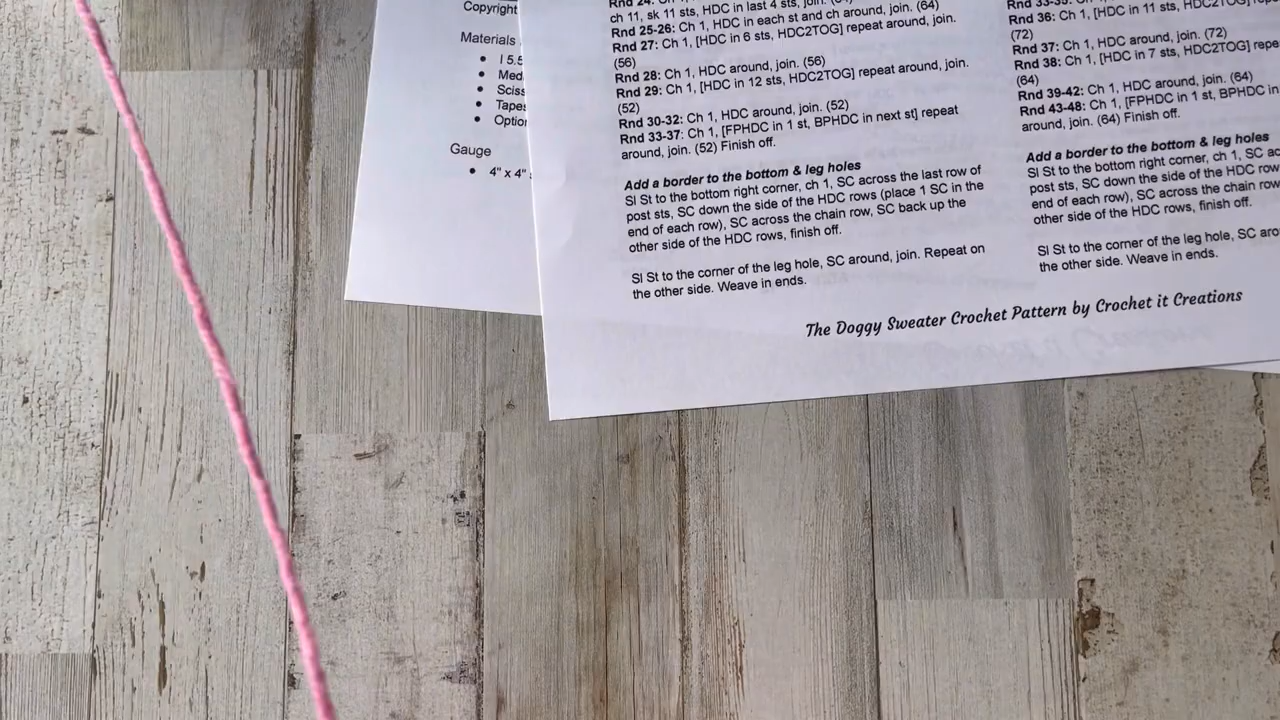 Copyright
Materials
I 5.5
Med
Sciss
Tape
Optio
Gauge
4" x 4"
Rnd 24: Ch 1,
ch 11, sk 11 sts, HDC in last 4 sts, join. (64)
Rnd 25-26: Ch 1, HDC in each st and ch around, join. (64)
Rnd 27: Ch 1, [HDC in 6 sts, HDC2TOG] repeat around, join.
(56)
Rnd 28: Ch 1, HDC around, join. (56)
Rnd 29: Ch 1, [HDC in 12 sts, HDC2TOG] repeat around, join.
(52)
Rnd 30-32: Ch 1, HDC around, join. (52)
Rnd 33-37: Ch 1, [FPHDC in 1 st, BPHDC in next st] repeat
around, join. (52) Finish off.
Add a border to the bottom & leg holes
Sl St to the bottom right corner, ch 1, SC across the last row of
post sts, SC down the side of the HDC rows (place 1 SC in the
end of each row), SC across the chain row, SC back up the
other side of the HDC rows, finish off.
Sl St to the corner of the leg hole, SC around, join. Repeat on
the other side. Weave in ends.
Rnd 33-35: Ch
Rnd 36: Ch 1, [HDC in 11 sts, HDC2TOG] repe
(72)
Rnd 37: Ch 1, HDC around, join. (72)
Rnd 38: Ch 1, [HDC in 7 sts, HDC2TOG] repe
(64)
Rnd 39-42: Ch 1, HDC around, join. (64)
Rnd 43-48: Ch 1, [FPHDC in 1 st, BPHDC in
around, join. (64) Finish off.
Add a border to the bottom & leg holes
Sl St to the bottom right corner, ch 1, SC ac
post sts, SC down the side of the HDC row
end of each row), SC across the chain row
other side of the HDC rows, finish off.
Sl St to the corner of the leg hole, SC aro
the other side. Weave in ends.
The Doggy Sweater Crochet Pattern by Crochet it Creations